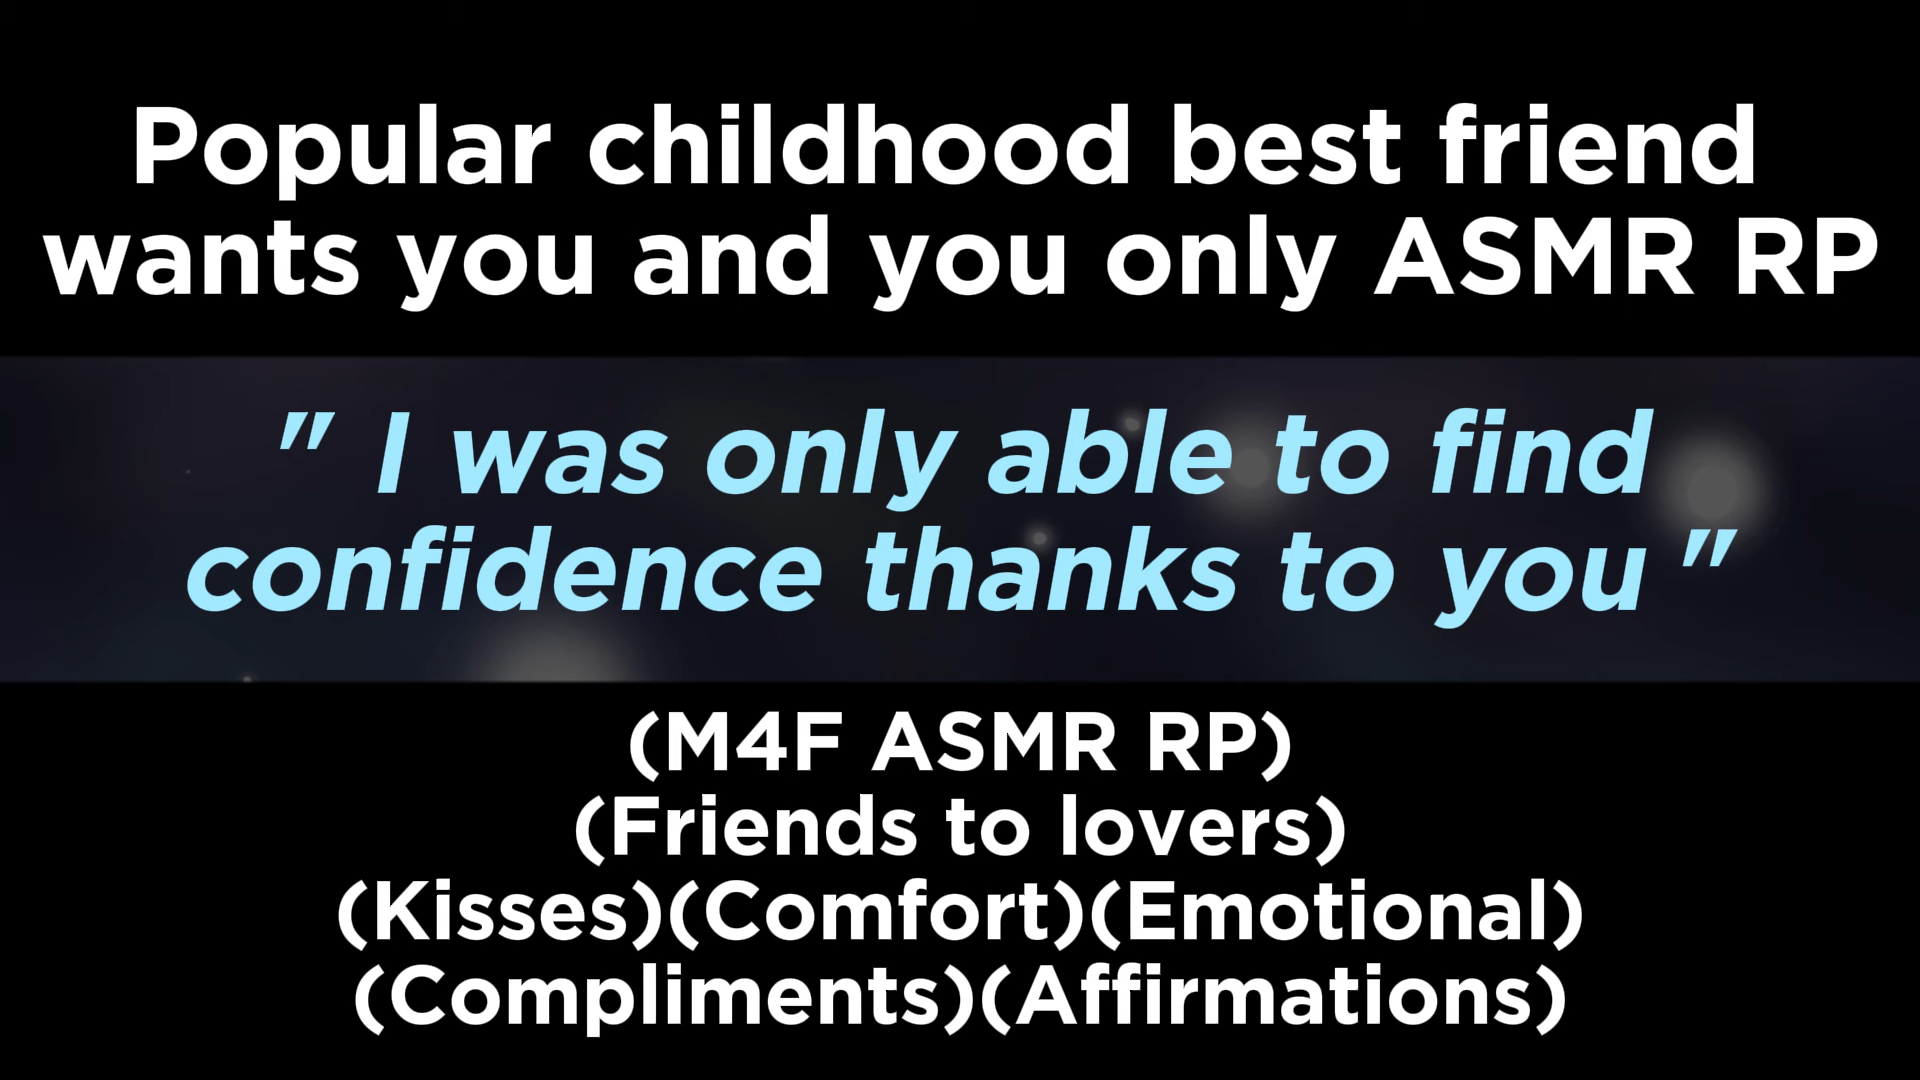 Popular childhood best friend
wants you and you only ASMR RP
" I was only able to find
confidence thanks to you "
(M4F ASMR RP)
(Friends to lovers)
(Kisses)(Comfort)(Emotional)
(Compliments)(Affirmations)